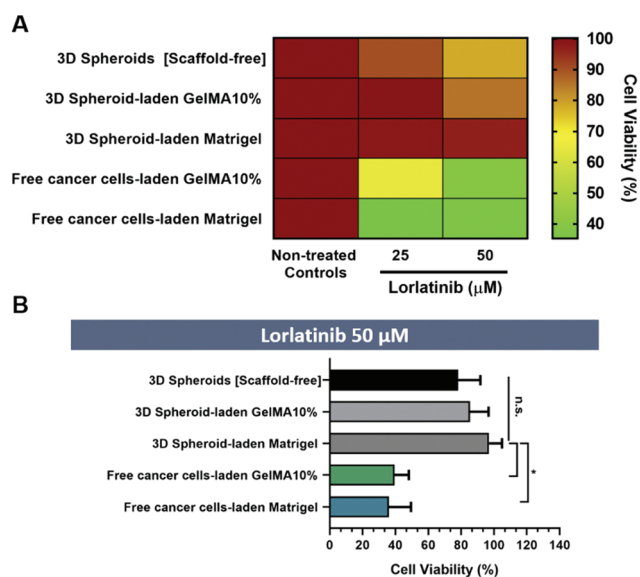 A
3D Spheroids [Scaffold-free]
3D Spheroid-laden GelMA10%
3D Spheroid-laden Matrigel
Free cancer cells-laden GelMA10%
Free cancer cells-laden Matrigel
Non-treated
Controls
25
50
Lorlatinib (μM)
100
90
80
70
60
50
40
Cell Viability (%)
B
Lorlatinib 50 μM
3D Spheroids [Scaffold-free]
3D Spheroid-laden GelMA10%
3D Spheroid-laden Matrigel
Free cancer cells-laden GelMA10%
Free cancer cells-laden Matrigel
n.s.
*
0 20 40 60 80 100 120 140
Cell Viability (%)